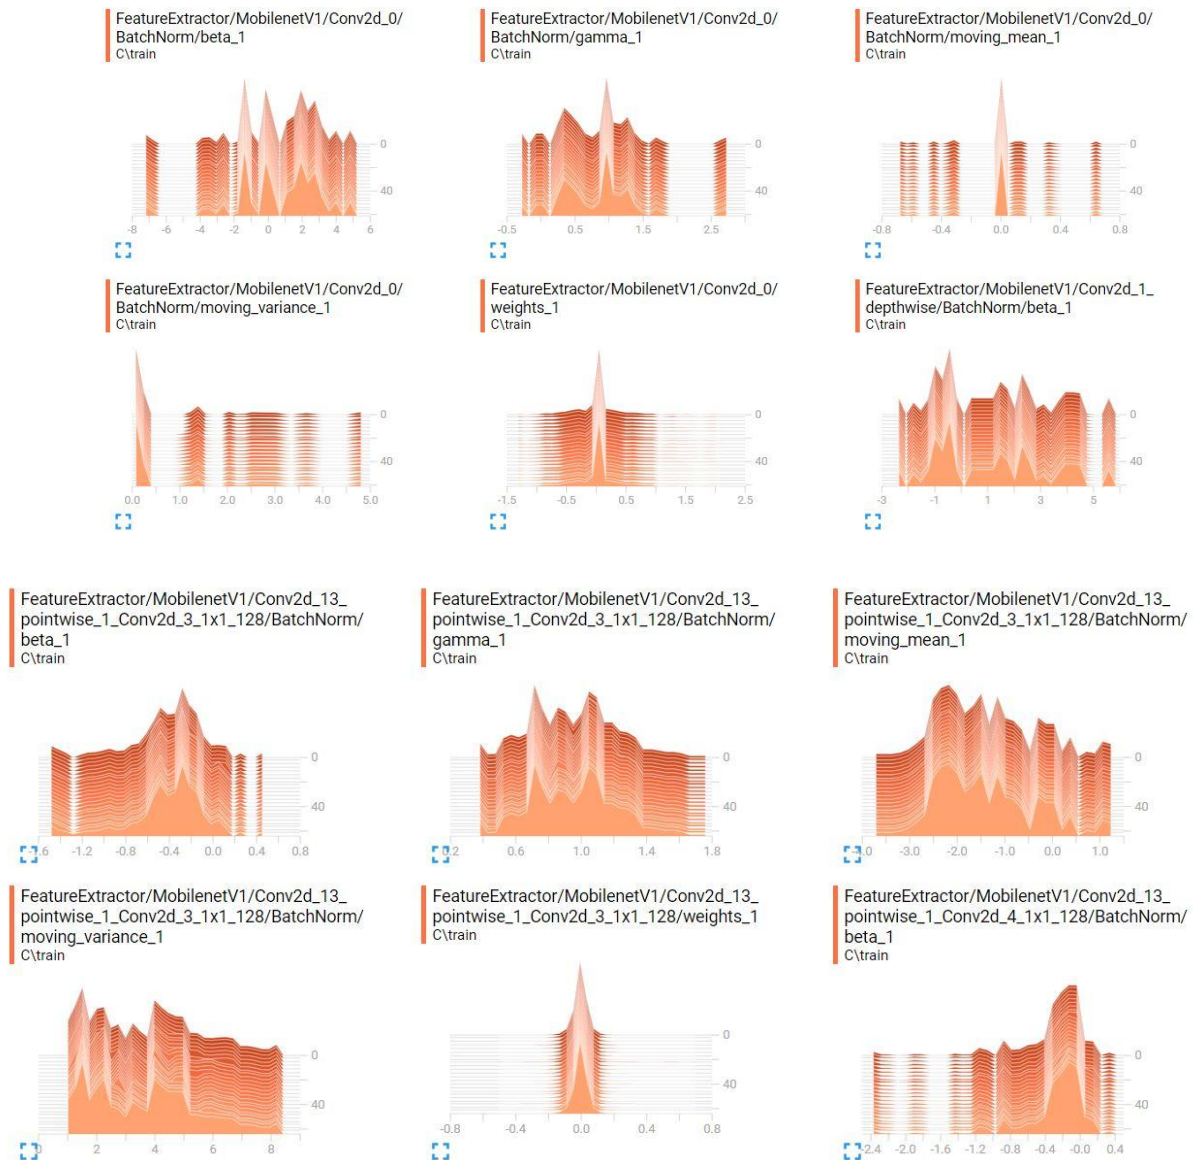 FeatureExtractor/MobilenetV1/Conv2d_0/
BatchNorm/beta_1
C\train
0
40
-8 -6 -4 -2 0 2 4 6
FeatureExtractor/MobilenetV1/Conv2d_0/
BatchNorm/gamma_1
C\train
0
40
-0.5 0.5 1.5 2.5
FeatureExtractor/MobilenetV1/Conv2d_0/
BatchNorm/moving_mean_1
C\train
0
40
-0.8 -0.4 0.0 0.4 0.8
FeatureExtractor/MobilenetV1/Conv2d_0/
BatchNorm/moving_variance_1
C\train
0
40
0.0 1.0 2.0 3.0 4.0 5.0
FeatureExtractor/MobilenetV1/Conv2d_0/
weights_1
C\train
0
40
-1.5 -0.5 0.5 1.5 2.5
FeatureExtractor/MobilenetV1/Conv2d_1_
depthwise/BatchNorm/beta_1
C\train
0
40
-3 -1 1 3 5
FeatureExtractor/MobilenetV1/Conv2d_13_
pointwise_1_Conv2d_3_1x1_128/BatchNorm/
beta_1
C\train
0
40
-1.6 -1.2 -0.8 -0.4 0.0 0.4 0.8
FeatureExtractor/MobilenetV1/Conv2d_13_
pointwise_1_Conv2d_3_1x1_128/BatchNorm/
gamma_1
C\train
0
40
0.2 0.6 1.0 1.4 1.8
FeatureExtractor/MobilenetV1/Conv2d_13_
pointwise_1_Conv2d_3_1x1_128/BatchNorm/
moving_mean_1
C\train
0
40
-3.0 -2.0 -1.0 0.0 1.0
FeatureExtractor/MobilenetV1/Conv2d_13_
pointwise_1_Conv2d_3_1x1_128/BatchNorm/
moving_variance_1
C\train
0
40
0 2 4 6 8
FeatureExtractor/MobilenetV1/Conv2d_13_
pointwise_1_Conv2d_3_1x1_128/weights_1
C\train
0
40
-0.8 -0.4 0.0 0.4 0.8
FeatureExtractor/MobilenetV1/Conv2d_13_
pointwise_1_Conv2d_4_1x1_128/BatchNorm/
beta_1
C\train
0
40
-2.4 -2.0 -1.6 -1.2 -0.8 -0.4 -0.0 0.4